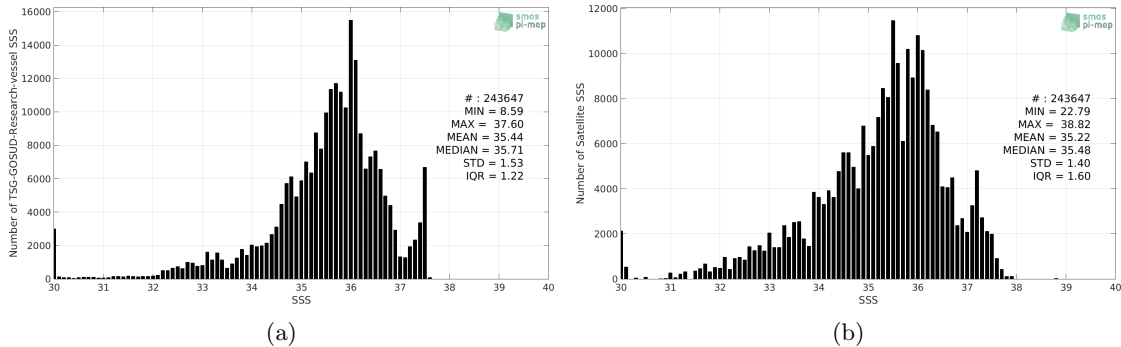 16000
14000
12000
10000
8000
6000
4000
2000
0
30
32
34
36
38
40
31
33
35
37
39
Number of TSG-GOSUD-Research-vessel SSS
SSS
smos
pi-mep
# : 243647
MIN = 8.59
MAX = 37.60
MEAN = 35.44
MEDIAN = 35.71
STD = 1.53
IQR = 1.22
(a)
12000
10000
8000
6000
4000
2000
0
30
31
32
33
34
35
36
37
38
39
40
Number of Satellite SSS
SSS
smos
pi-mep
# : 243647
MIN = 22.79
MAX = 38.82
MEAN = 35.22
MEDIAN = 35.48
STD = 1.40
IQR = 1.60
(b)